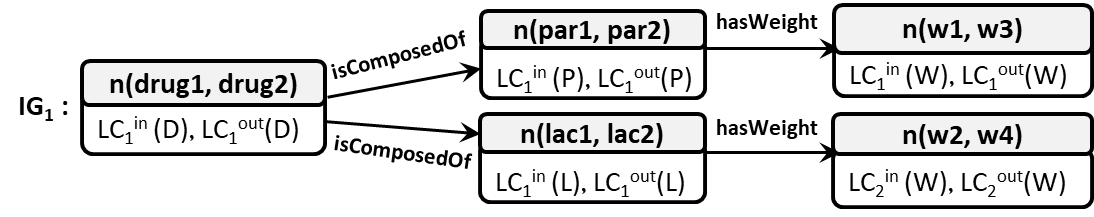 IG₁ :
n(drug1, drug2)
LC₁ⁱⁿ (D), LC₁ᵒᵘᵗ(D)
isComposedOf
n(par1, par2)
LC₁ⁱⁿ (P), LC₁ᵒᵘᵗ(P)
hasWeight
n(w1, w3)
LC₁ⁱⁿ (W), LC₁ᵒᵘᵗ(W)
isComposedOf
n(lac1, lac2)
LC₁ⁱⁿ (L), LC₁ᵒᵘᵗ(L)
hasWeight
n(w2, w4)
LC₂ⁱⁿ (W), LC₂ᵒᵘᵗ(W)